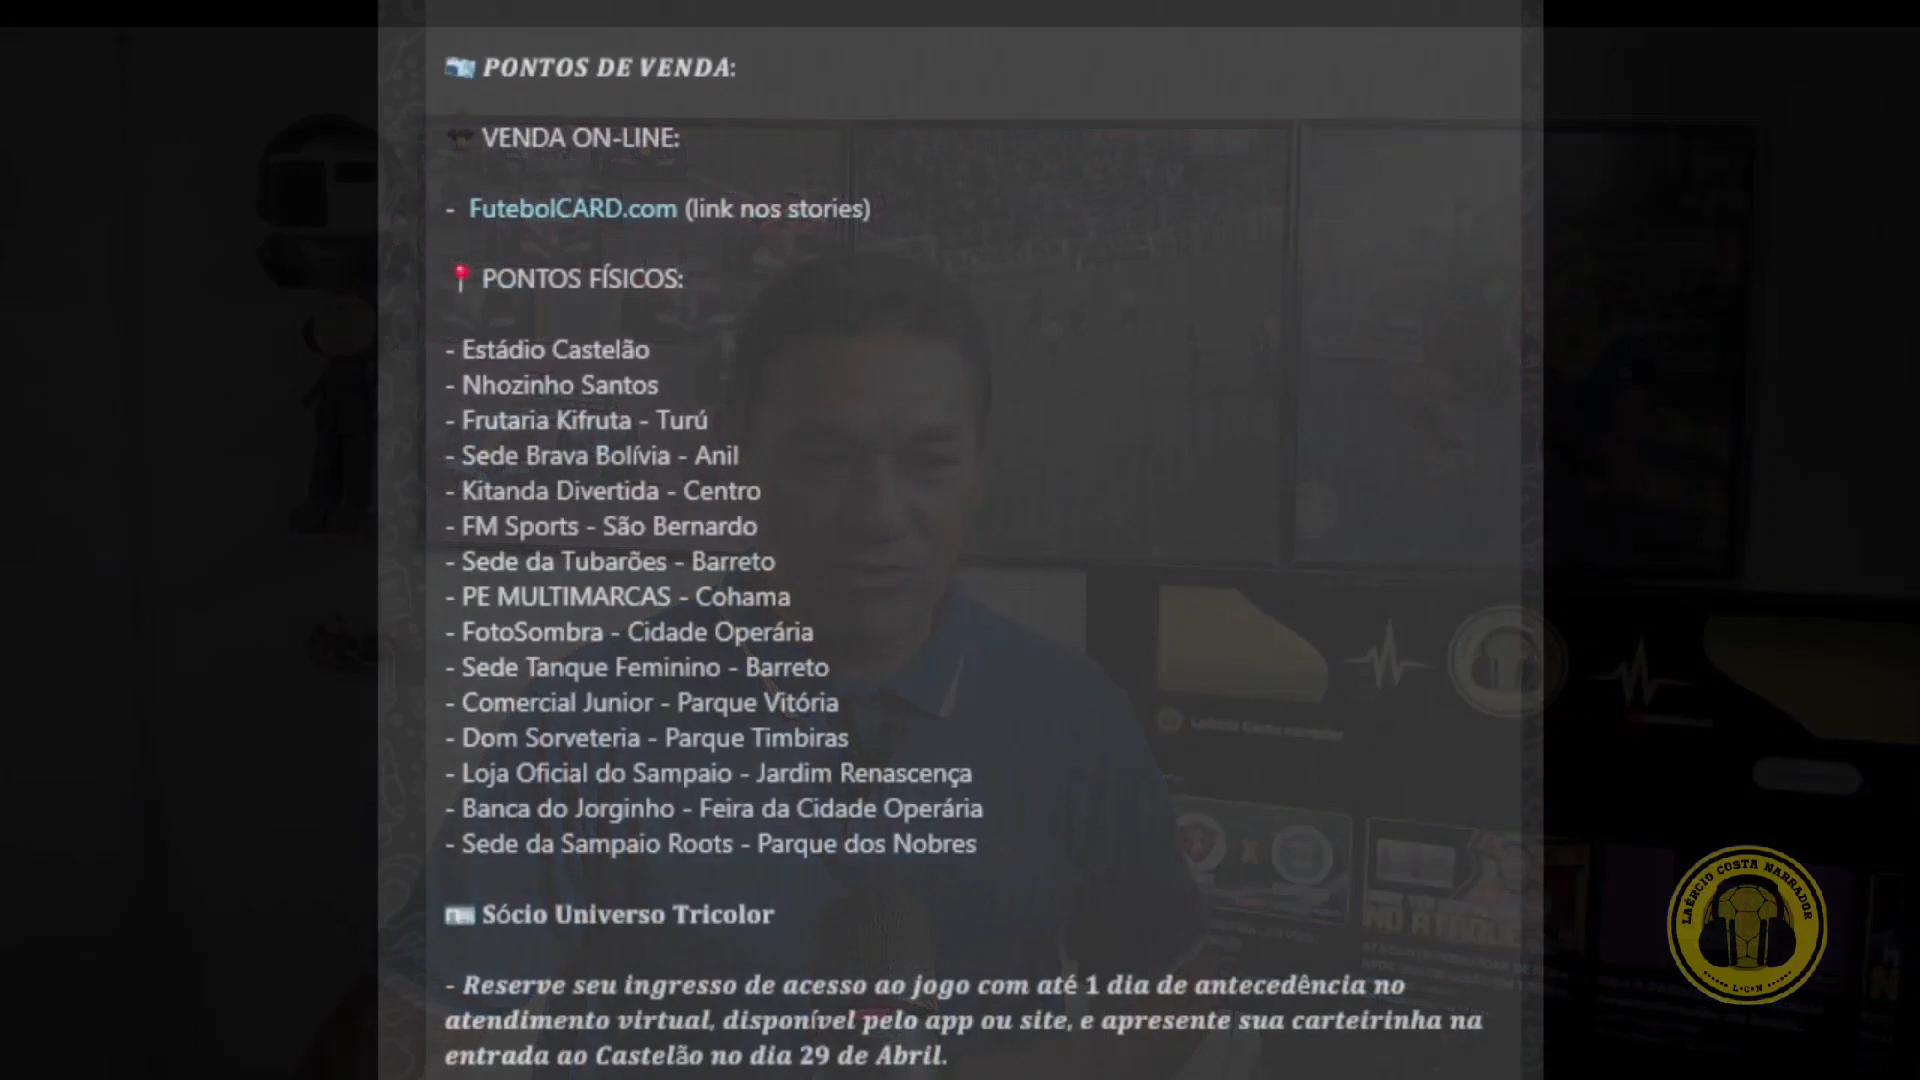 PONTOS DE VENDA:
VENDA ON-LINE:
- FutebolCARD.com (link nos stories)
PONTOS FÍSICOS:
- Estádio Castelão
- Nhozinho Santos
- Frutaria Kifruta - Turú
- Sede Brava Bolívia - Anil
- Kitanda Divertida - Centro
- FM Sports - São Bernardo
- Sede da Tubarões - Barreto
- PE MULTIMARCAS - Cohama
- FotoSombra - Cidade Operária
- Sede Tanque Feminino - Barreto
- Comercial Junior - Parque Vitória
- Dom Sorveteria - Parque Timbiras
- Loja Oficial do Sampaio - Jardim Renascença
- Banca do Jorginho - Feira da Cidade Operária
- Sede da Sampaio Roots - Parque dos Nobres
Sócio Universo Tricolor
- Reserve seu ingresso de acesso ao jogo com até 1 dia de antecedência no
atendimento virtual, disponível pelo app ou site, e apresente sua carteirinha na
entrada ao Castelão no dia 29 de Abril.
Laércio Costa narrador
X
NO ATAQUE
LAÉRCIO COSTA NARRADOR
L•C•N